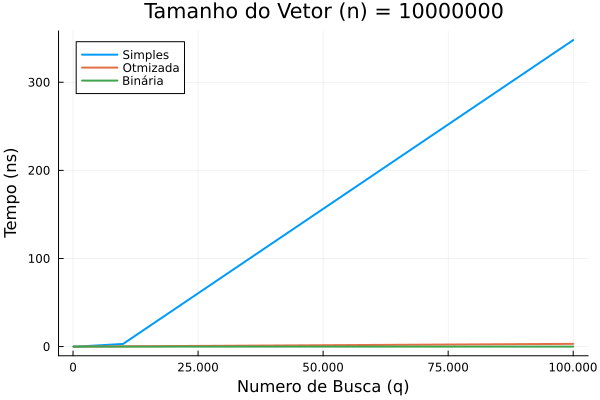 Tamanho do Vetor (n) = 10000000
Simples
Otmizada
Binária
Tempo (ns)
300
200
100
0
0
25.000
50.000
75.000
100.000
Numero de Busca (q)